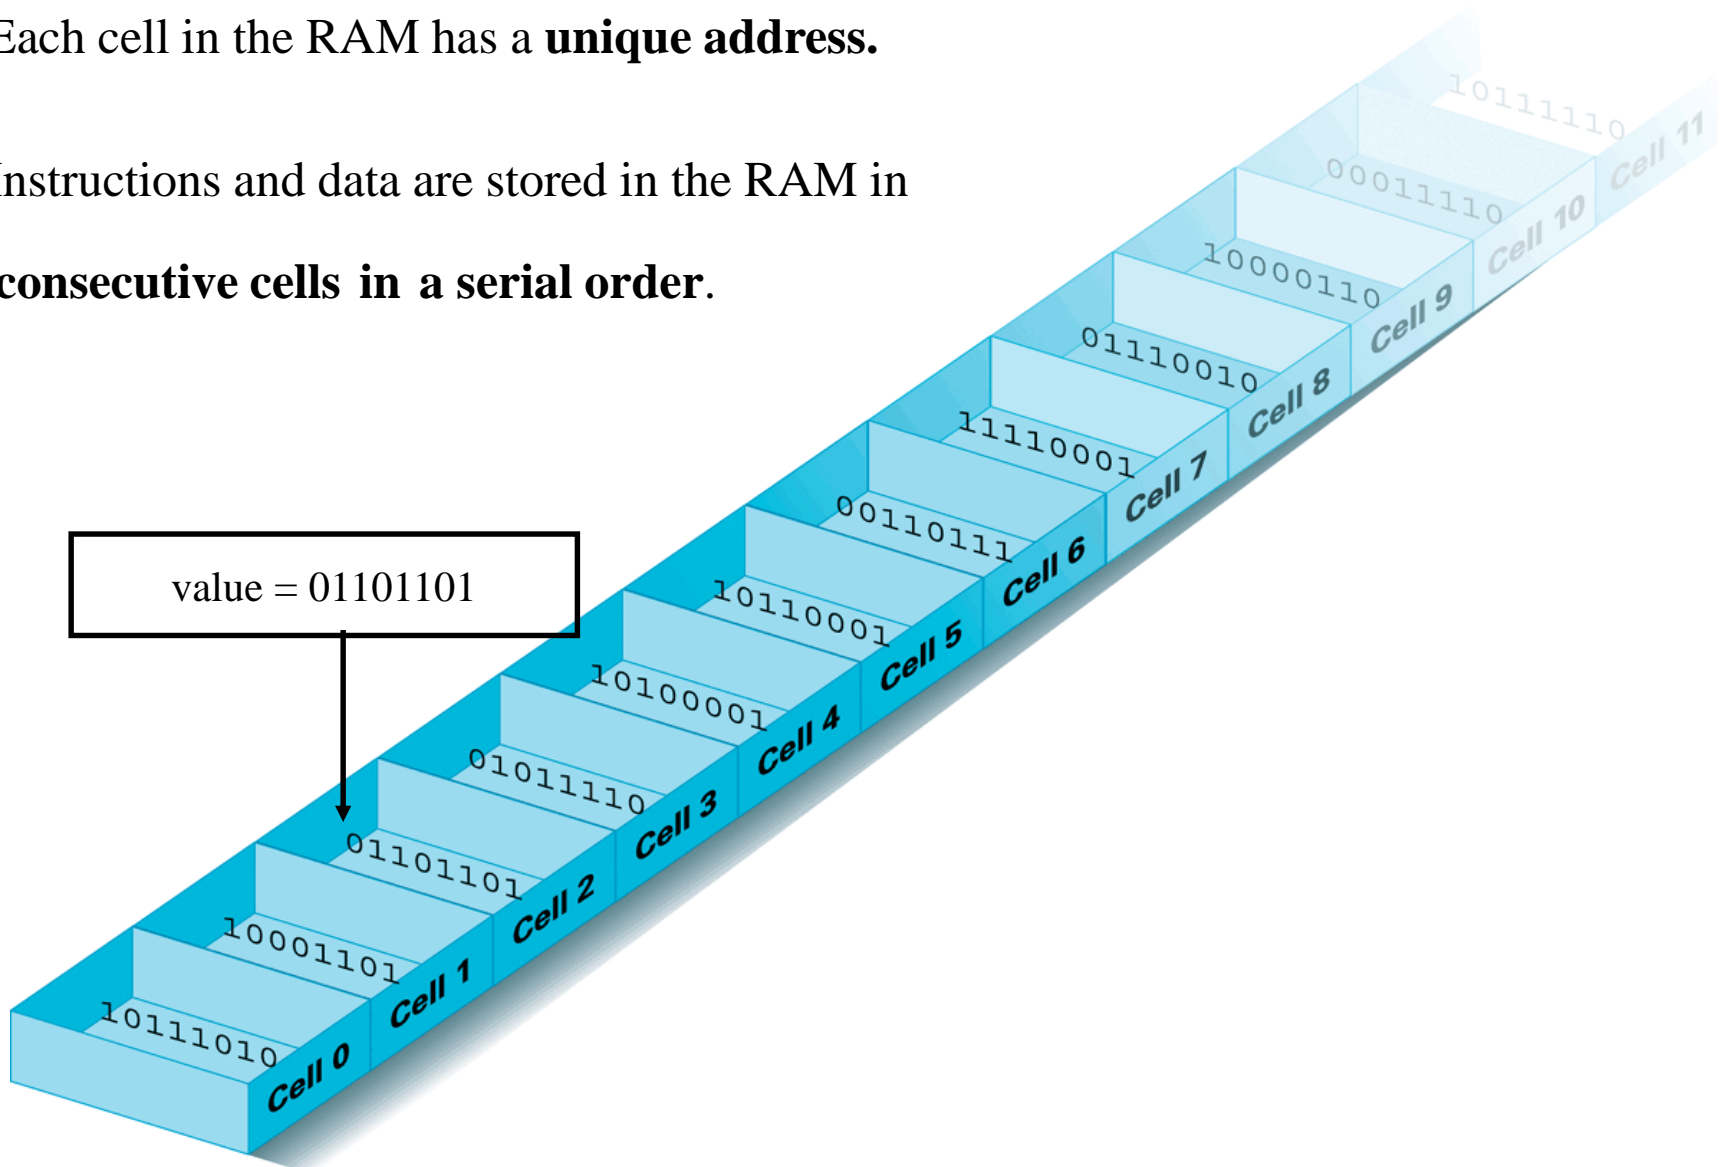 Each cell in the RAM has a unique address.
Instructions and data are stored in the RAM in
consecutive cells in a serial order.
value = 01101101
10111110
Cell 11
00011110
Cell 10
10000110
Cell 9
01110010
Cell 8
11110001
Cell 7
00110111
Cell 6
10110001
Cell 5
10100001
Cell 4
01011110
Cell 3
01101101
Cell 2
10001101
Cell 1
10111010
Cell 0